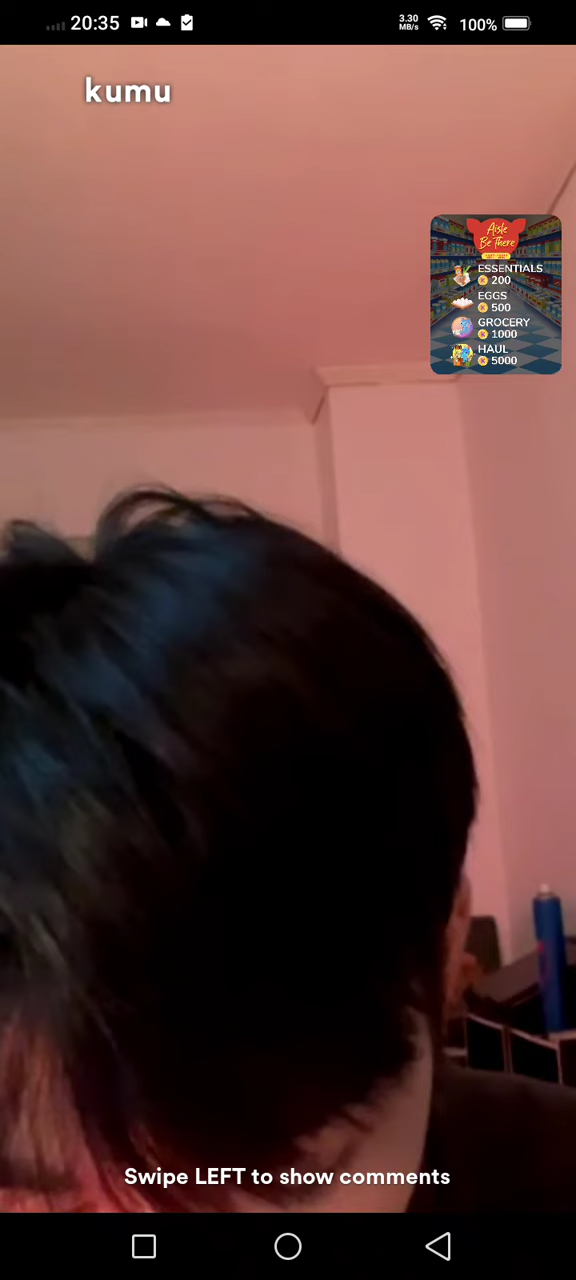 20:35
3.30
MB/s
100%
kumu
Aisle
Be There
ESSENTIALS
200
EGGS
500
GROCERY
1000
HAUL
5000
Swipe LEFT to show comments